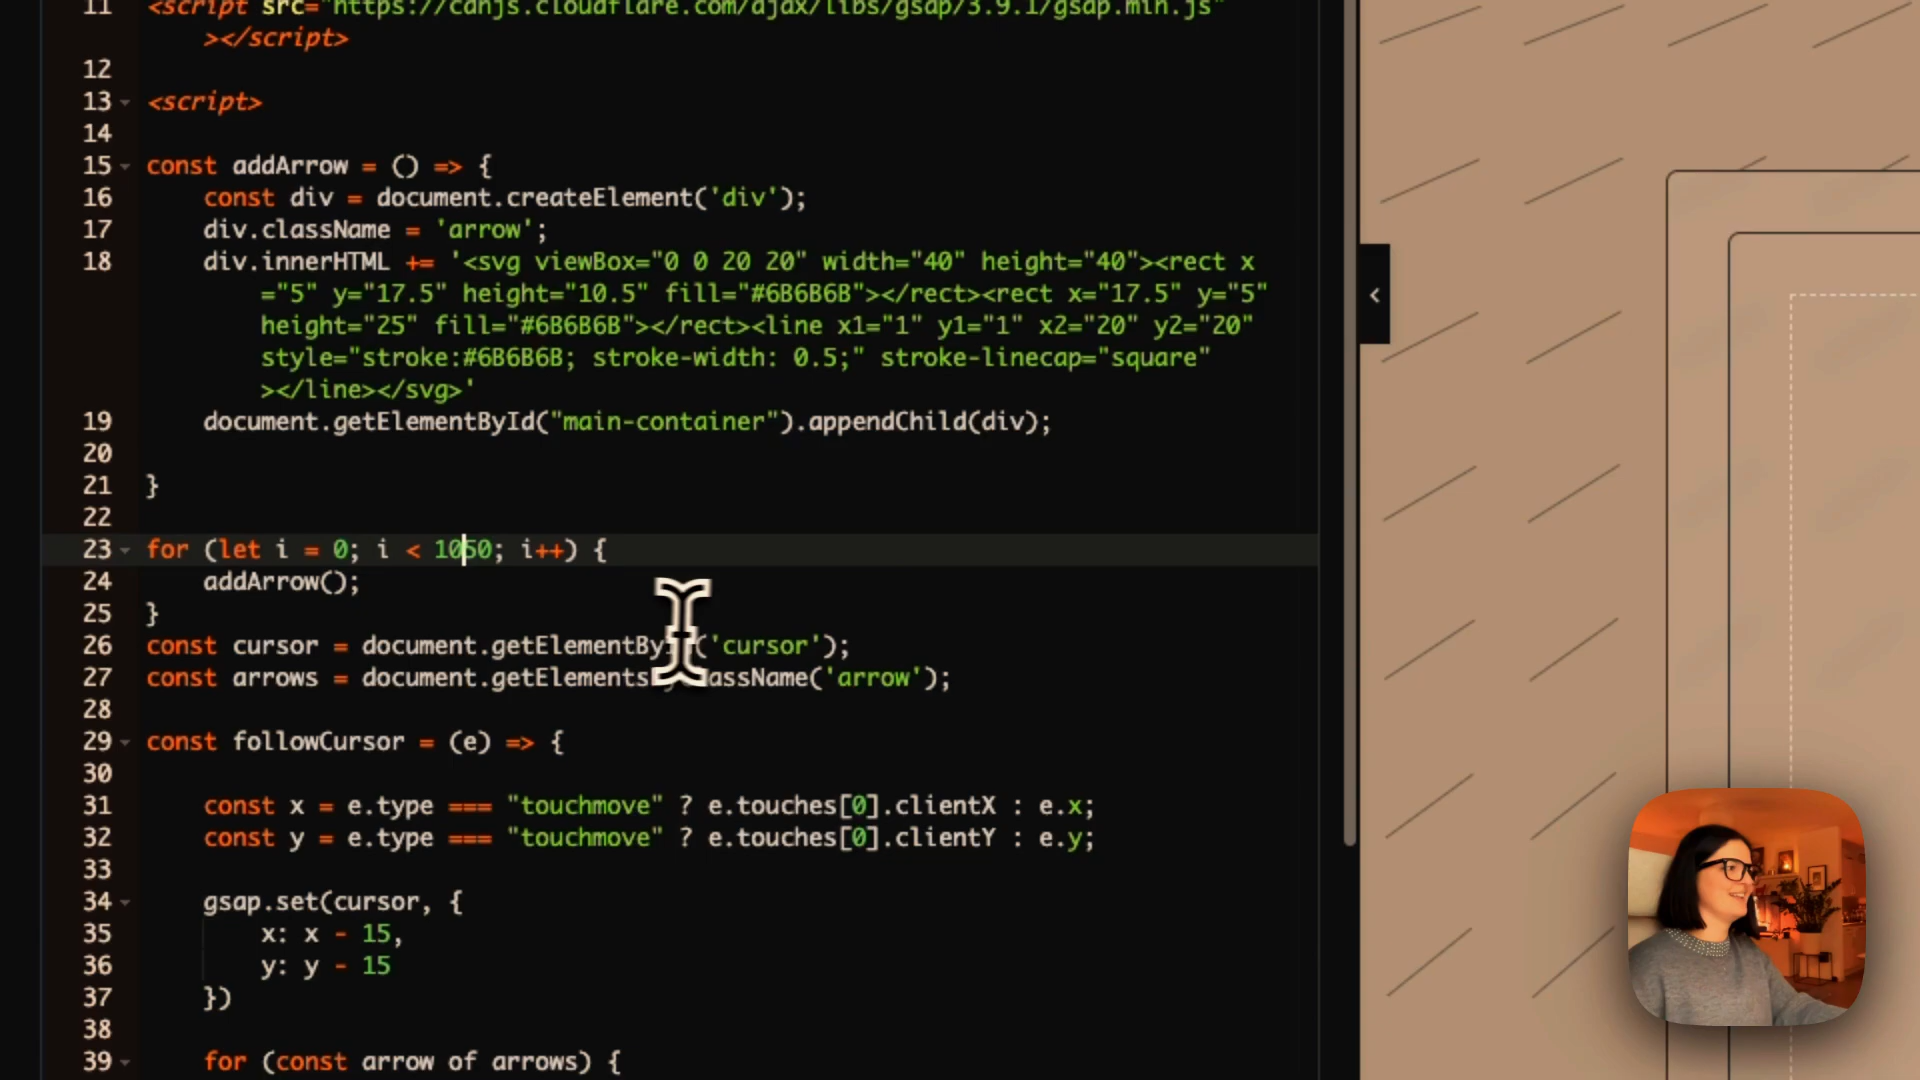 11 <script src="https://cdnjs.cloudflare.com/ajax/libs/gsap/3.9.1/gsap.min.js"
></script>
12
13 <script>
14
15 const addArrow = () => {
16 const div = document.createElement('div');
17 div.className = 'arrow';
18 div.innerHTML += '<svg viewBox="0 0 20 20" width="40" height="40"><rect x
="5" y="17.5" height="10.5" fill="#6B6B6B"></rect><rect x="17.5" y="5"
height="25" fill="#6B6B6B"></rect><line x1="1" y1="1" x2="20" y2="20"
style="stroke:#6B6B6B; stroke-width: 0.5;" stroke-linecap="square"
></line></svg>'
19 document.getElementById("main-container").appendChild(div);
20
21 }
22
23 for (let i = 0; i < 1050; i++) {
24 addArrow();
25 }
26 const cursor = document.getElementById('cursor');
27 const arrows = document.getElementsByClassName('arrow');
28
29 const followCursor = (e) => {
30
31 const x = e.type === "touchmove" ? e.touches[0].clientX : e.x;
32 const y = e.type === "touchmove" ? e.touches[0].clientY : e.y;
33
34 gsap.set(cursor, {
35 x: x - 15,
36 y: y - 15
37 })
38
39 for (const arrow of arrows) {